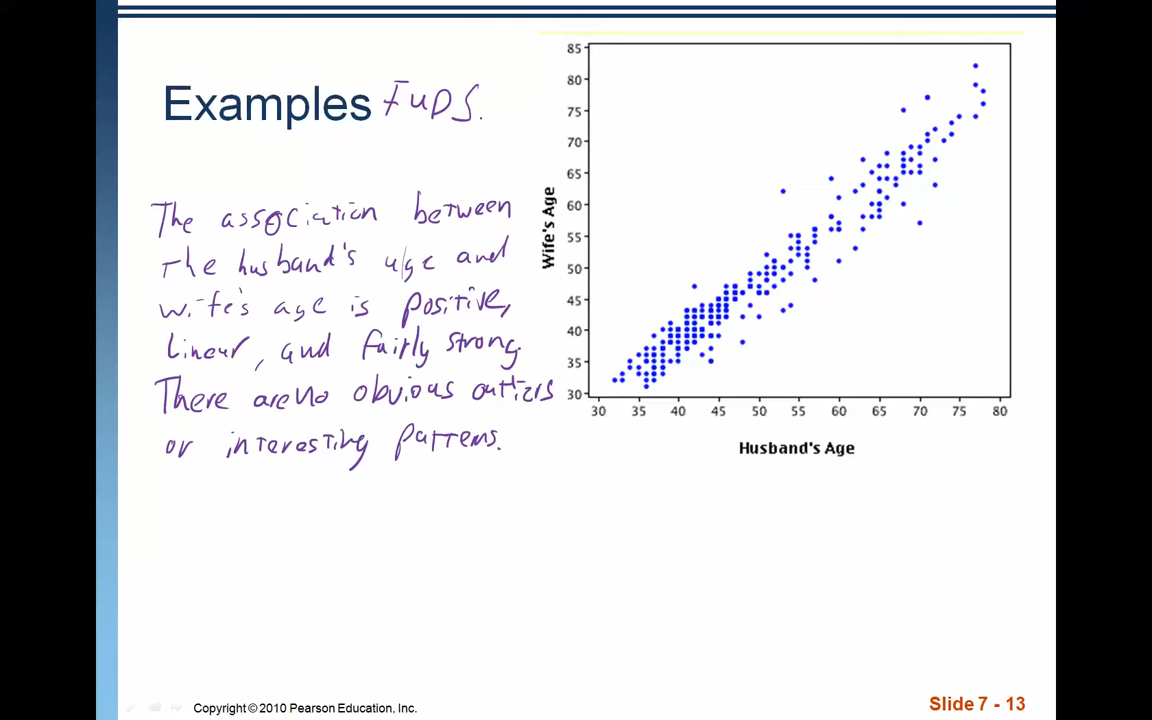 Examples FUDS.
The association between
the husband's age and
wife's age is positive,
linear, and fairly strong.
There are no obvious outliers
or interesting patterns.
85
80
75
70
65
60
55
50
45
40
35
30
Wife's Age
30 35 40 45 50 55 60 65 70 75 80
Husband's Age
Copyright © 2010 Pearson Education, Inc.
Slide 7 - 13